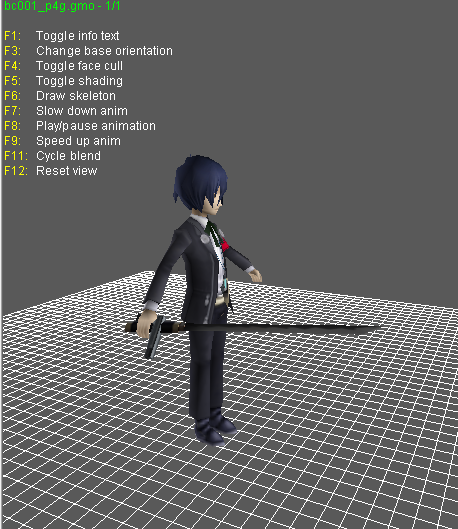 bc001_p4g.gmo - 1/1
F1: Toggle info text
F3: Change base orientation
F4: Toggle face cull
F5: Toggle shading
F6: Draw skeleton
F7: Slow down anim
F8: Play/pause animation
F9: Speed up anim
F11: Cycle blend
F12: Reset view